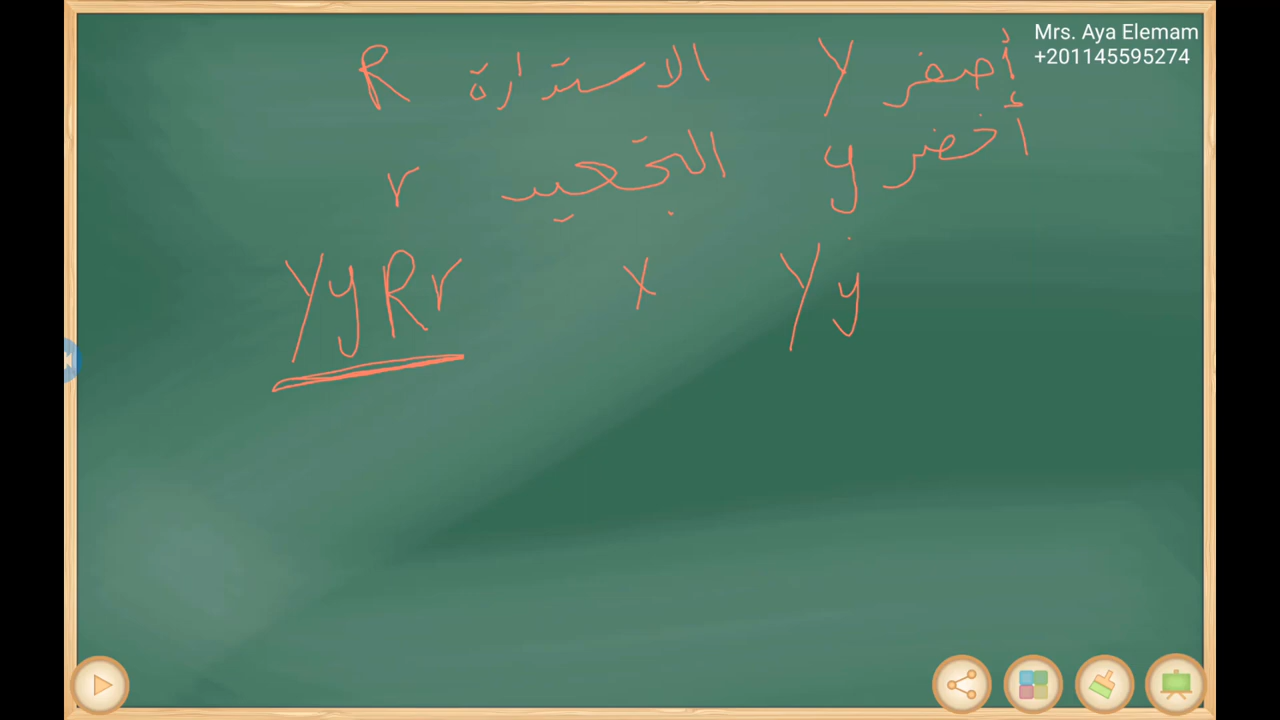 Mrs. Aya Elemam
+201145595274
أصفر Y الاستدارة R
أخضر y التجعيد r
YyRr x Yy